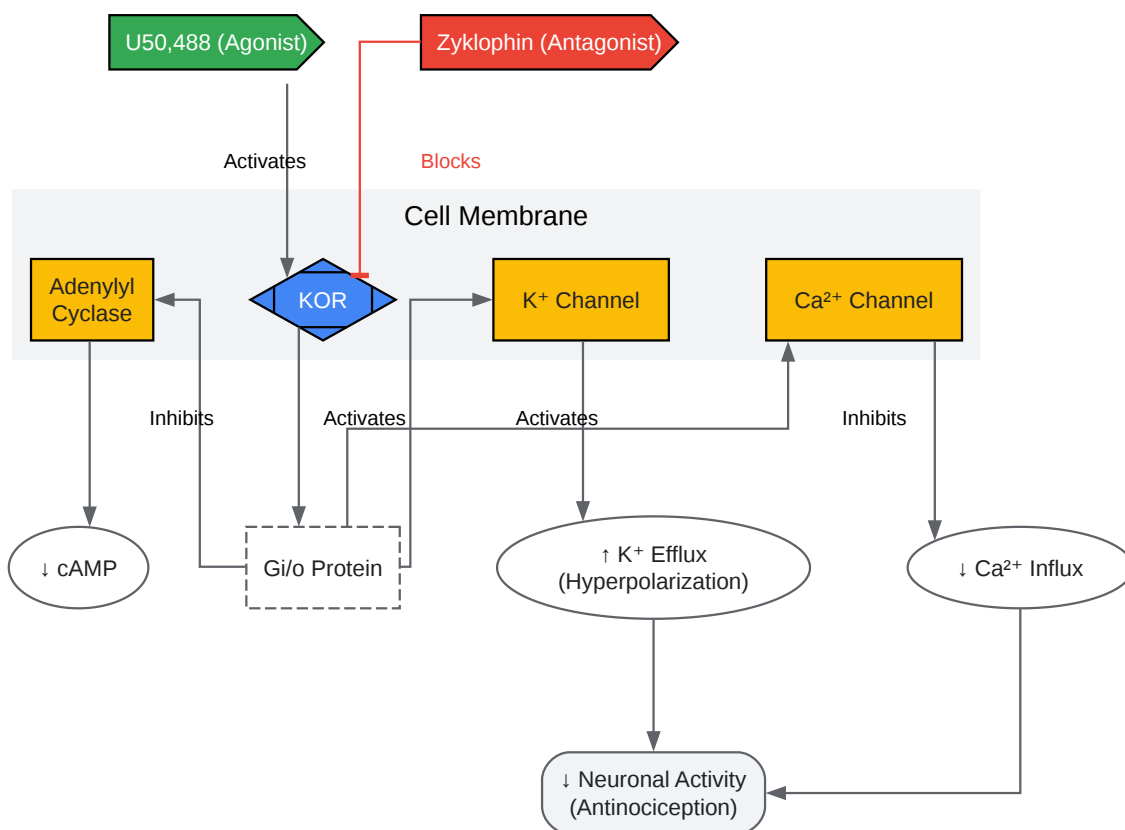 U50,488 (Agonist)
Zyklophin (Antagonist)
Activates
Blocks
Cell Membrane
Adenylyl
Cyclase
KOR
K⁺ Channel
Ca²⁺ Channel
Inhibits
Activates
Activates
Inhibits
↓ cAMP
Gi/o Protein
↑ K⁺ Efflux
(Hyperpolarization)
↓ Ca²⁺ Influx
↓ Neuronal Activity
(Antinociception)